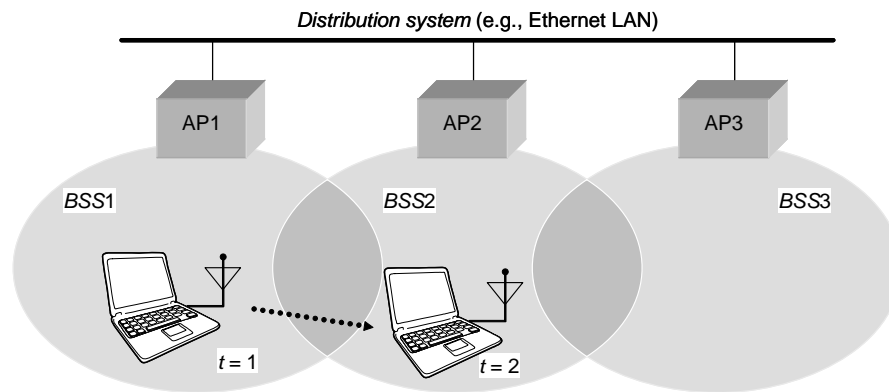 Distribution system (e.g., Ethernet LAN)
AP1
AP2
AP3
BSS1
BSS2
BSS3
t = 1
t = 2